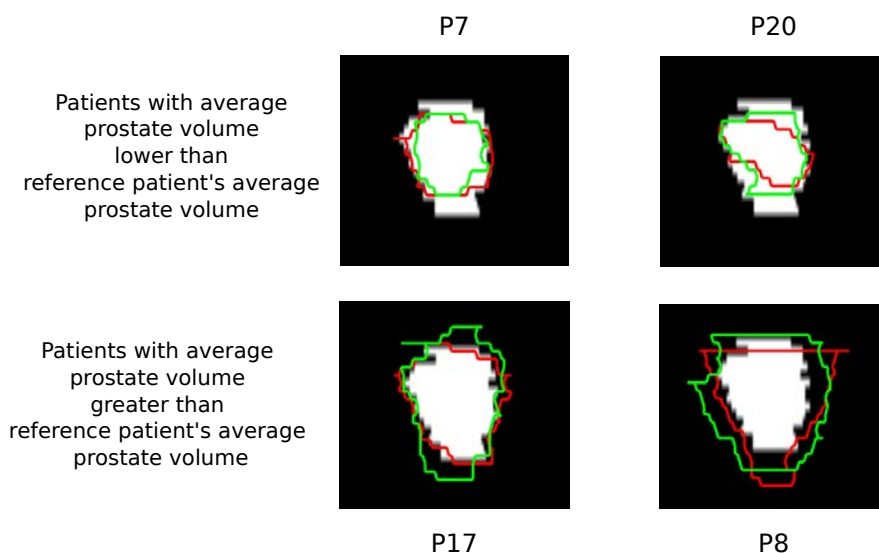 P7
P20
Patients with average
prostate volume
lower than
reference patient's average
prostate volume
Patients with average
prostate volume
greater than
reference patient's average
prostate volume
P17
P8